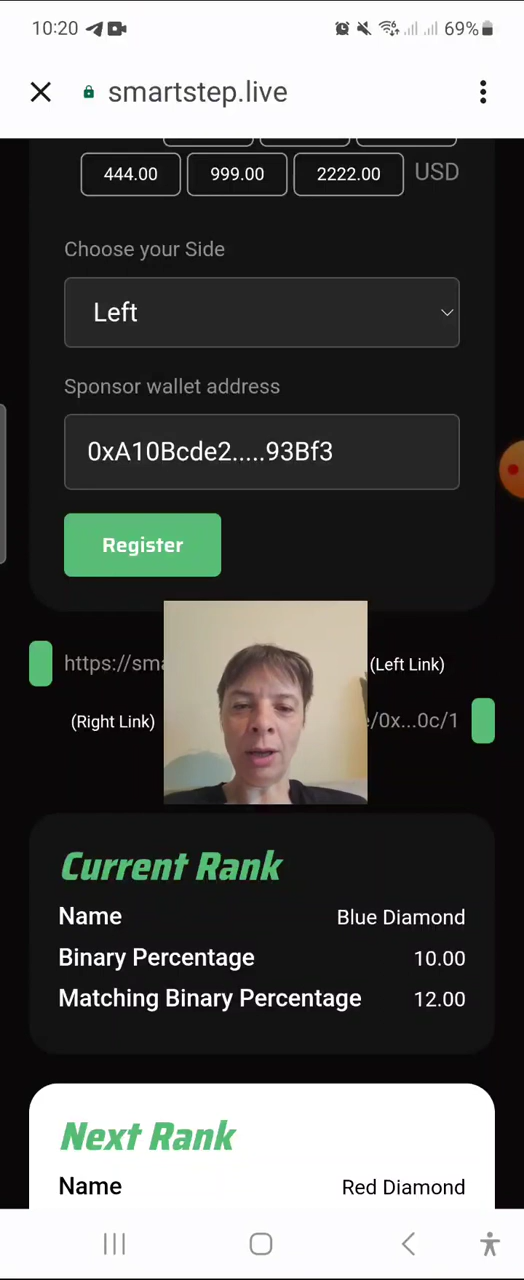 10:20 69%
smartstep.live
444.00 999.00 2222.00 USD
Choose your Side
Left
Sponsor wallet address
0xA10Bcde2.....93Bf3
Register
https://sma (Left Link)
(Right Link) /0x...0c/1
Current Rank
Name Blue Diamond
Binary Percentage 10.00
Matching Binary Percentage 12.00
Next Rank
Name Red Diamond